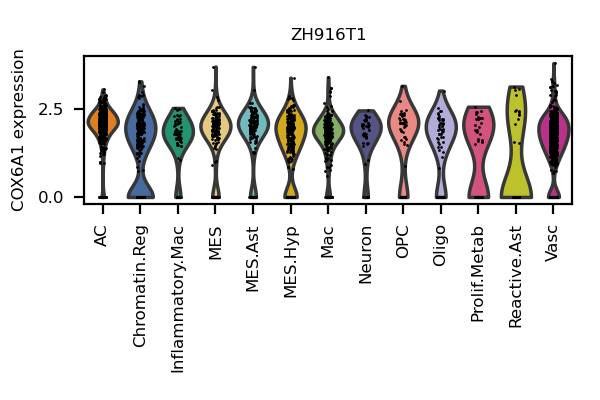 ZH916T1
COX6A1 expression
2.5
0.0
AC
Chromatin.Reg
Inflammatory.Mac
MES
MES.Ast
MES.Hyp
Mac
Neuron
OPC
Oligo
Prolif.Metab
Reactive.Ast
Vasc